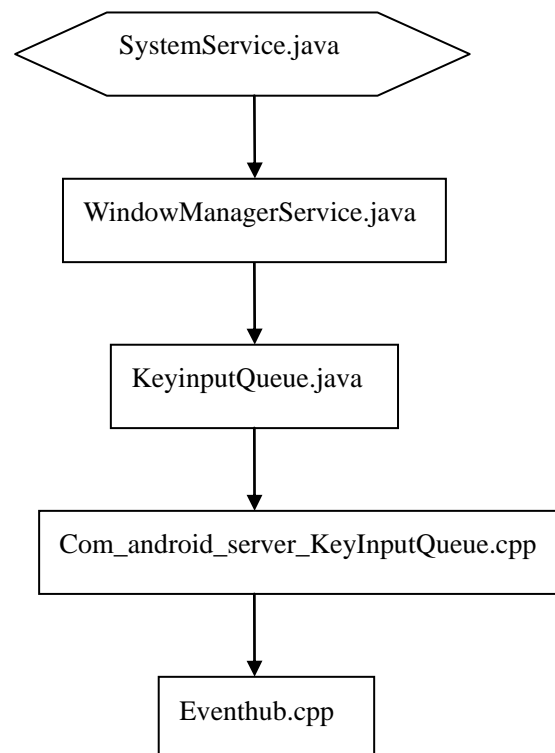 SystemService.java
WindowManagerService.java
KeyinputQueue.java
Com_android_server_KeyInputQueue.cpp
Eventhub.cpp